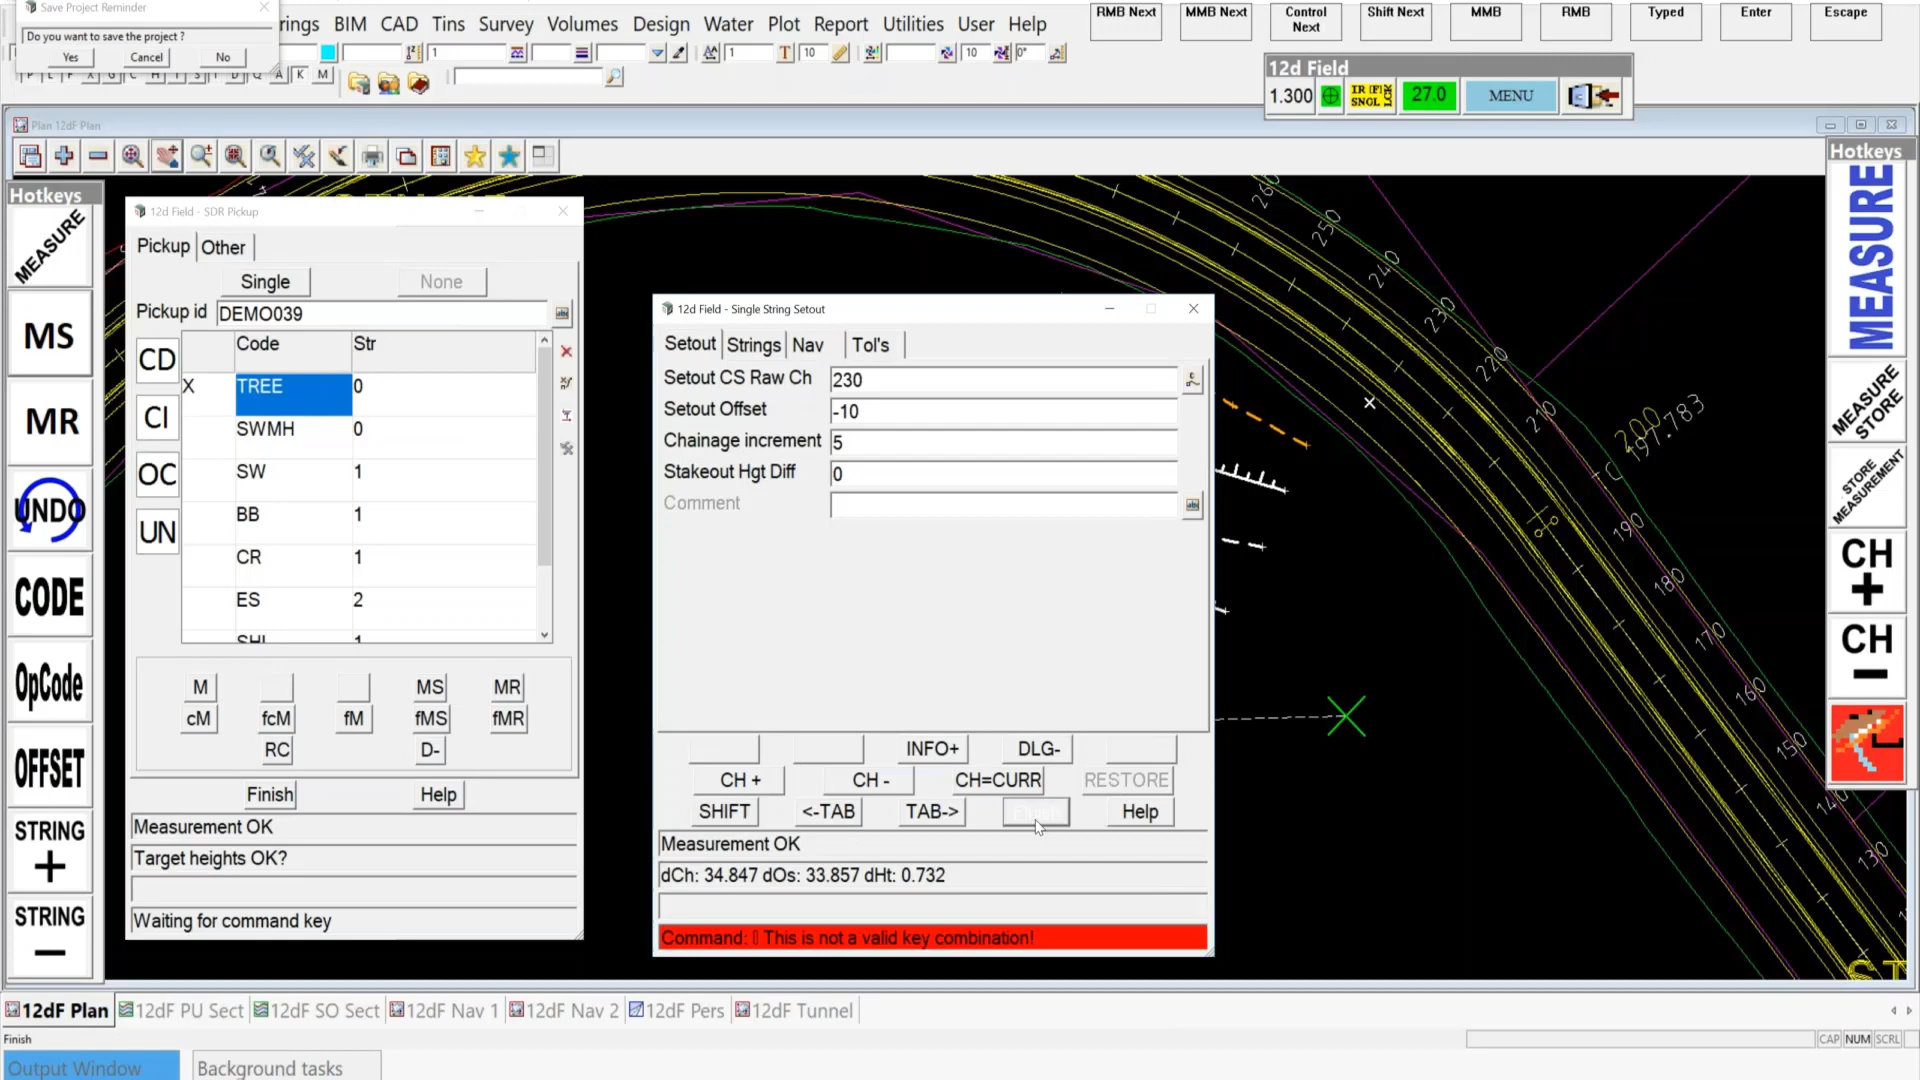 Save Project Reminder
Do you want to save the project ?
Yes
Cancel
No
rings BIM CAD Tins Survey Volumes Design Water Plot Report Utilities User Help
1
1
10
10
0°
K M
RMB Next
MMB Next
Control Next
Shift Next
MMB
RMB
Typed
Enter
Escape
12d Field
1.300
IR [F] LCK
SNOL
27.0
MENU
Plan 12dF Plan
Hotkeys
MEASURE
MS
MR
UNDO
CODE
OpCode
OFFSET
STRING +
STRING -
12d Field - SDR Pickup
Pickup Other
Single
None
Pickup id DEMO039
Code Str
CD
CI
OC
UN
X TREE 0
SWMH 0
SW 1
BB 1
CR 1
ES 2
M MS MR
cM fcM fM fMS fMR
RC D-
Finish Help
Measurement OK
Target heights OK?
Waiting for command key
12d Field - Single String Setout
Setout Strings Nav Tol's
Setout CS Raw Ch 230
Setout Offset -10
Chainage increment 5
Stakeout Hgt Diff 0
Comment
INFO+ DLG-
CH + CH - CH=CURR RESTORE
SHIFT <-TAB TAB-> Help
Measurement OK
dCh: 34.847 dOs: 33.857 dHt: 0.732
Command: This is not a valid key combination!
260
250
240
230
220
210
200
197.783
190
180
170
160
150
130
Hotkeys
MEASURE
MEASURE STORE
STORE MEASUREMENT
CH +
CH -
12dF Plan 12dF PU Sect 12dF SO Sect 12dF Nav 1 12dF Nav 2 12dF Pers 12dF Tunnel
Finish
CAP NUM SCRL
Output Window
Background tasks